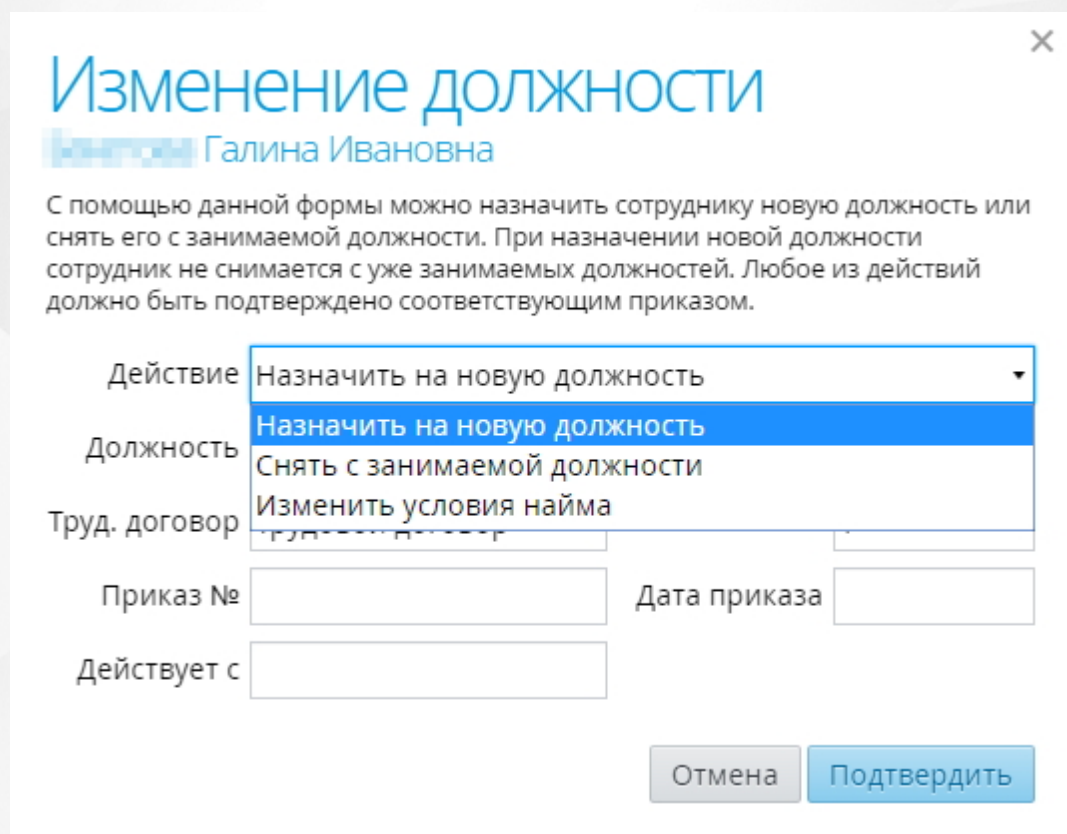 Изменение должности
Галина Ивановна
С помощью данной формы можно назначить сотруднику новую должность или
снять его с занимаемой должности. При назначении новой должности
сотрудник не снимается с уже занимаемых должностей. Любое из действий
должно быть подтверждено соответствующим приказом.
Действие Назначить на новую должность
Назначить на новую должность
Должность
Снять с занимаемой должности
Изменить условия найма
Труд. договор
Приказ № Дата приказа
Действует с
Отмена Подтвердить